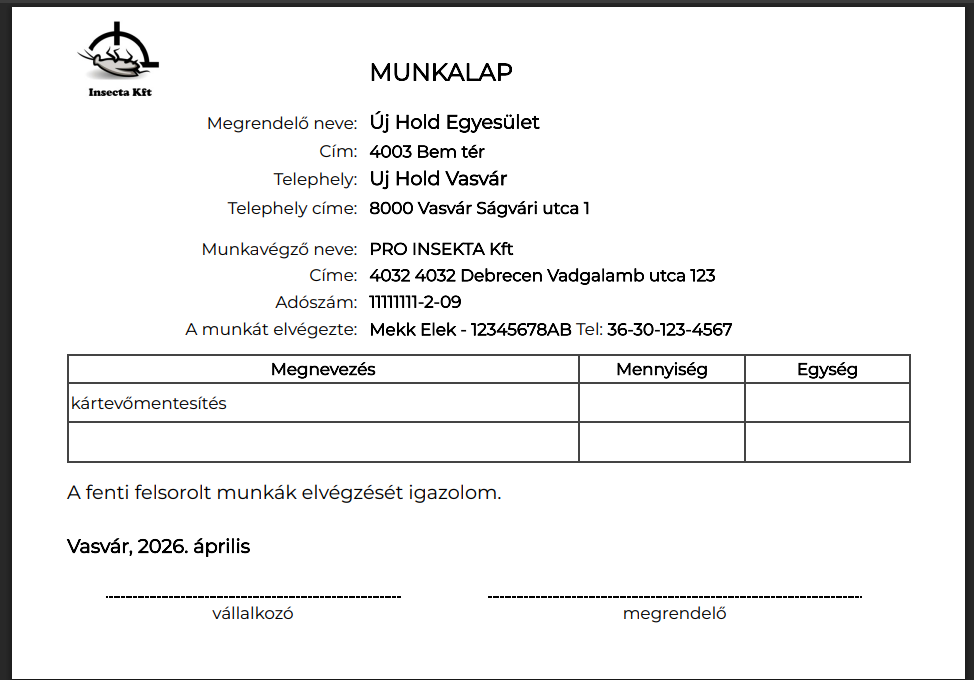 Insecta Kft
MUNKALAP
Megrendelő neve: Új Hold Egyesület
Cím: 4003 Bem tér
Telephely: Uj Hold Vasvár
Telephely címe: 8000 Vasvár Ságvári utca 1
Munkavégző neve: PRO INSEKTA Kft
Címe: 4032 4032 Debrecen Vadgalamb utca 123
Adószám: 11111111-2-09
A munkát elvégezte: Mekk Elek - 12345678AB Tel: 36-30-123-4567
Megnevezés Mennyiség Egység
kártevőmentesítés
A fenti felsorolt munkák elvégzését igazolom.
Vasvár, 2026. április
vállalkozó megrendelő